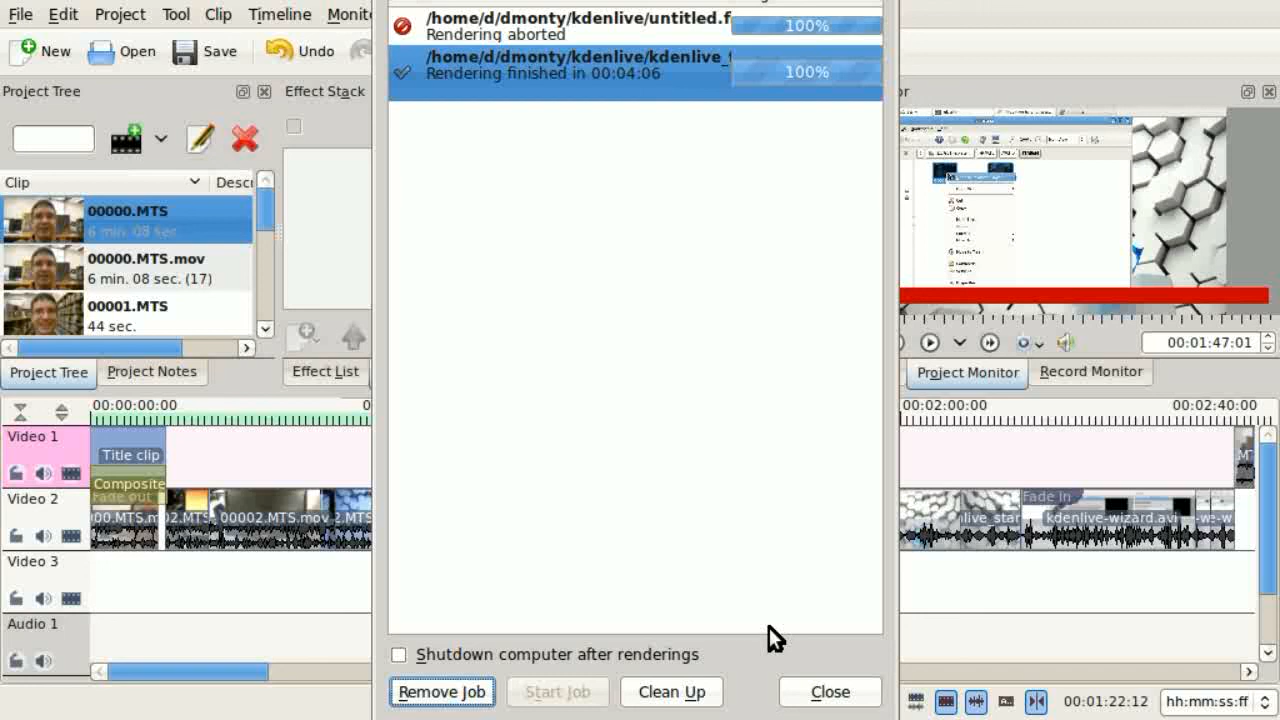 File Edit Project Tool Clip Timeline
New Open Save Undo
/home/d/dmonty/kdenlive/untitled.f 100%
Rendering aborted
/home/d/dmonty/kdenlive/kdenlive_ 100%
Rendering finished in 00:04:06
Project Tree
Effect Stack
Clip
00000.MTS
6 min. 08 sec.
00000.MTS.mov
6 min. 08 sec. (17)
00001.MTS
44 sec.
00:01:47:01
Project Tree Project Notes Effect List
Project Monitor Record Monitor
00:00:00:00
00:02:00:00 00:02:40:00
Video 1
Title clip
Composite
Fade out
Video 2
00002.MTS.mov
Fade in
kdenlive-wizard.avi
Video 3
Audio 1
Shutdown computer after renderings
Remove Job Start Job Clean Up Close
00:01:22:12 hh:mm:ss:ff